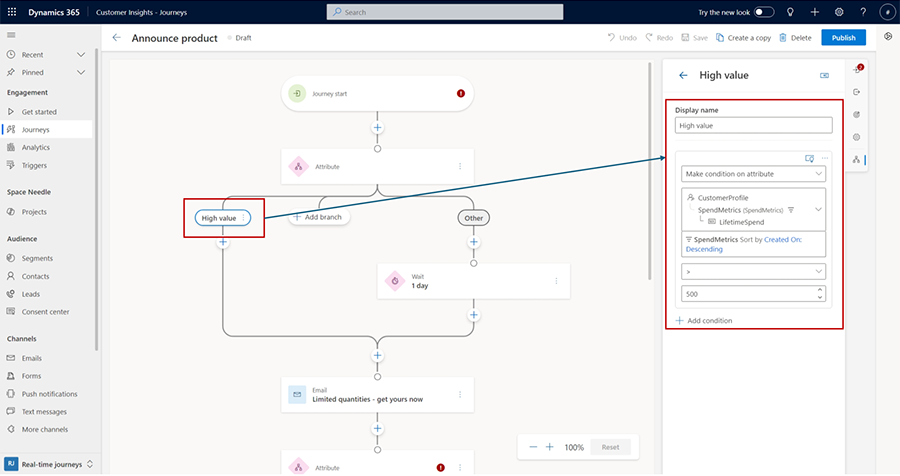 Dynamics 365
Customer Insights - Journeys
Search
Try the new look
Recent
Pinned
Engagement
Get started
Journeys
Analytics
Triggers
Space Needle
Projects
Audience
Segments
Contacts
Leads
Consent center
Channels
Emails
Forms
Push notifications
Text messages
More channels
RJ
Real-time journeys
Announce product
Draft
Undo
Redo
Save
Create a copy
Delete
Publish
Journey start
Attribute
High value
Add branch
Other
Wait
1 day
Email
Limited quantities - get yours now
Attribute
100%
Reset
High value
Display name
High value
Make condition on attribute
CustomerProfile
SpendMetrics (SpendMetrics)
LifetimeSpend
SpendMetrics Sort by Created On:
Descending
>
500
Add condition
2